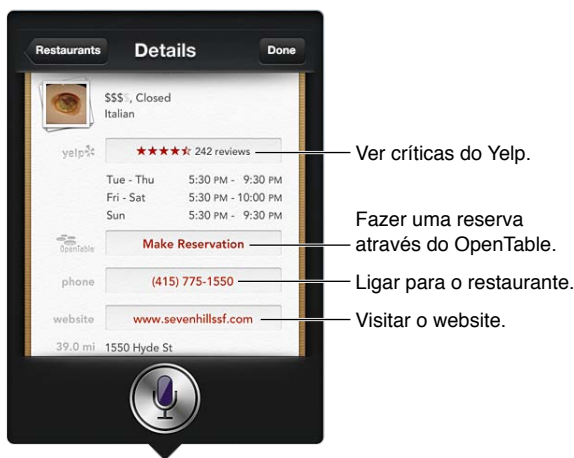 Restaurants Details Done
$$$$, Closed
Italian
yelp ★★★★⯪ 242 reviews
Ver críticas do Yelp.
Tue - Thu 5:30 PM - 9:30 PM
Fri - Sat 5:30 PM - 10:00 PM
Sun 5:30 PM - 9:30 PM
OpenTable Make Reservation
Fazer uma reserva
através do OpenTable.
phone (415) 775-1550
Ligar para o restaurante.
website www.sevenhillssf.com
Visitar o website.
39.0 mi 1550 Hyde St